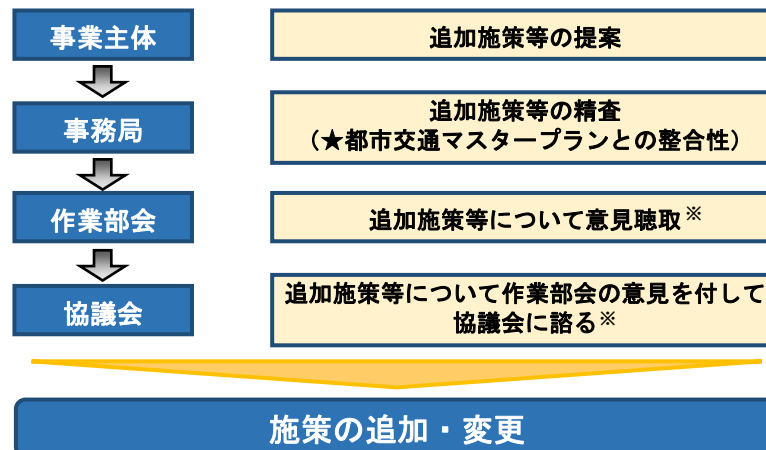 事業主体
追加施策等の提案
事務局
追加施策等の精査
（★都市交通マスタープランとの整合性）
作業部会
追加施策等について意見聴取※
協議会
追加施策等について作業部会の意見を付して
協議会に諮る※
施策の追加・変更